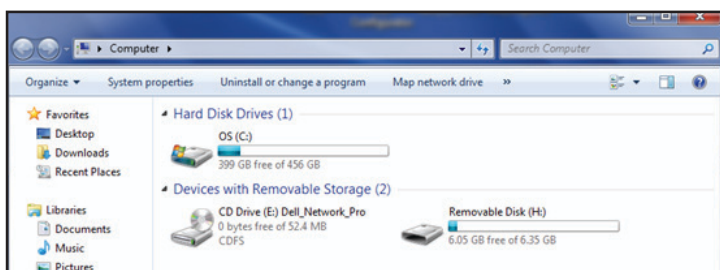 Computer
Search Computer
Organize
System properties
Uninstall or change a program
Map network drive
»
Favorites
Desktop
Downloads
Recent Places
Libraries
Documents
Music
Pictures
Hard Disk Drives (1)
OS (C:)
399 GB free of 456 GB
Devices with Removable Storage (2)
CD Drive (E:) Dell_Network_Pro
0 bytes free of 52.4 MB
CDFS
Removable Disk (H:)
6.05 GB free of 6.35 GB